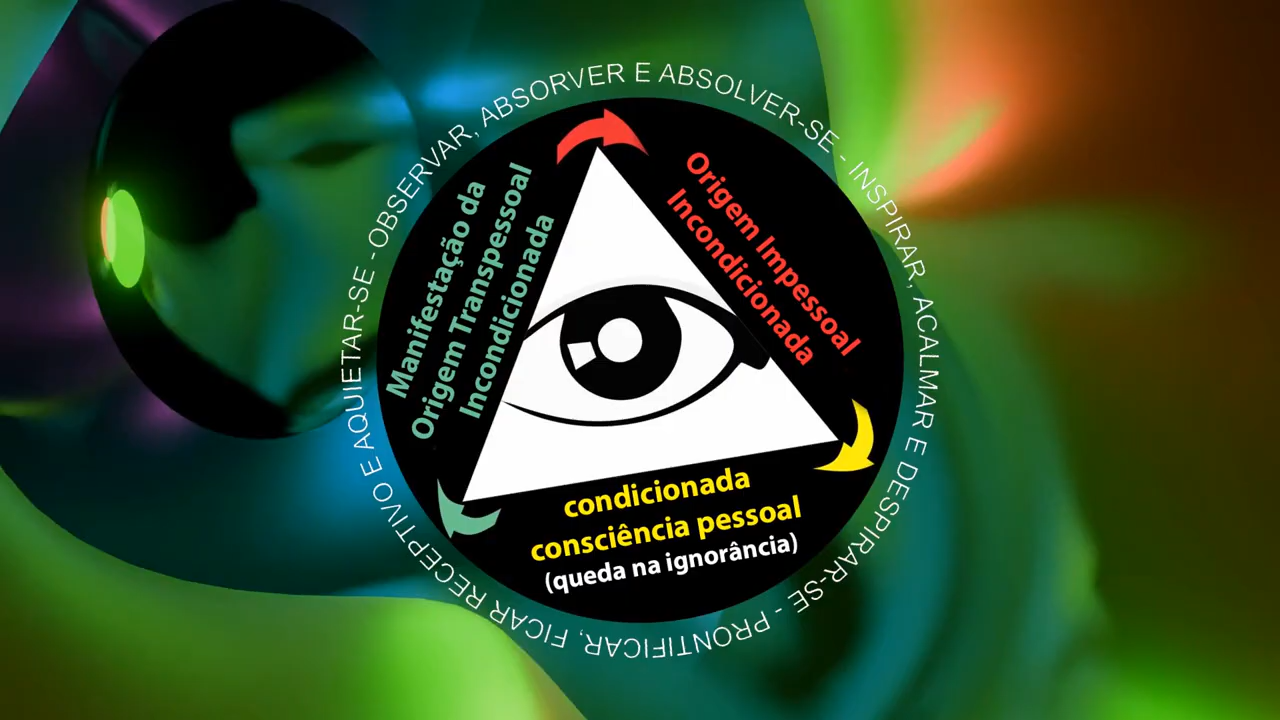 OBSERVAR, ABSORVER E ABSOLVER-SE - INSPIRAR, ACALMAR E DESPIRAR-SE - PRONTIFICAR, FICAR RECEPTIVO E AQUIETAR-SE -
Manifestação da
Origem Transpessoal
Incondicionada
Origem Impessoal
Incondicionada
condicionada
consciência pessoal
(queda na ignorância)